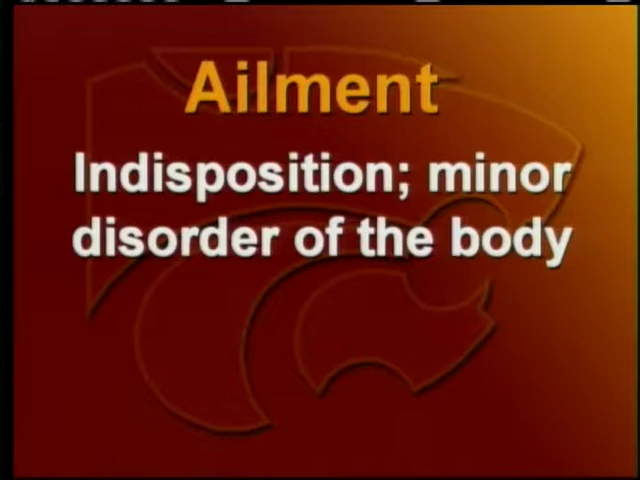 Ailment
Indisposition; minor
disorder of the body